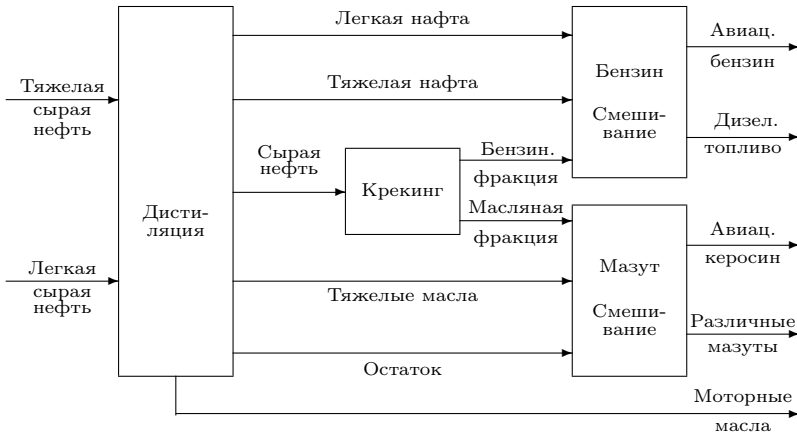 Тяжелая
сырая
нефть
Легкая
сырая
нефть
Дисти-
ляция
Легкая нафта
Тяжелая нафта
Сырая
нефть
Крекинг
Бензин.
фракция
Масляная
фракция
Тяжелые масла
Остаток
Бензин
Смеши-
вание
Мазут
Смеши-
вание
Авиац.
бензин
Дизел.
топливо
Авиац.
керосин
Различные
мазуты
Моторные
масла